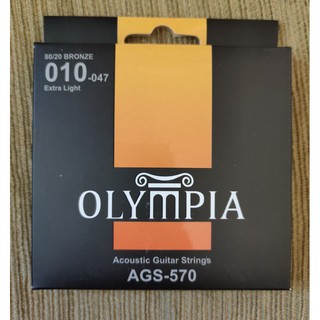 80/20 BRONZE
010-047
Extra Light
OLYMPIA
Acoustic Guitar Strings
AGS-570